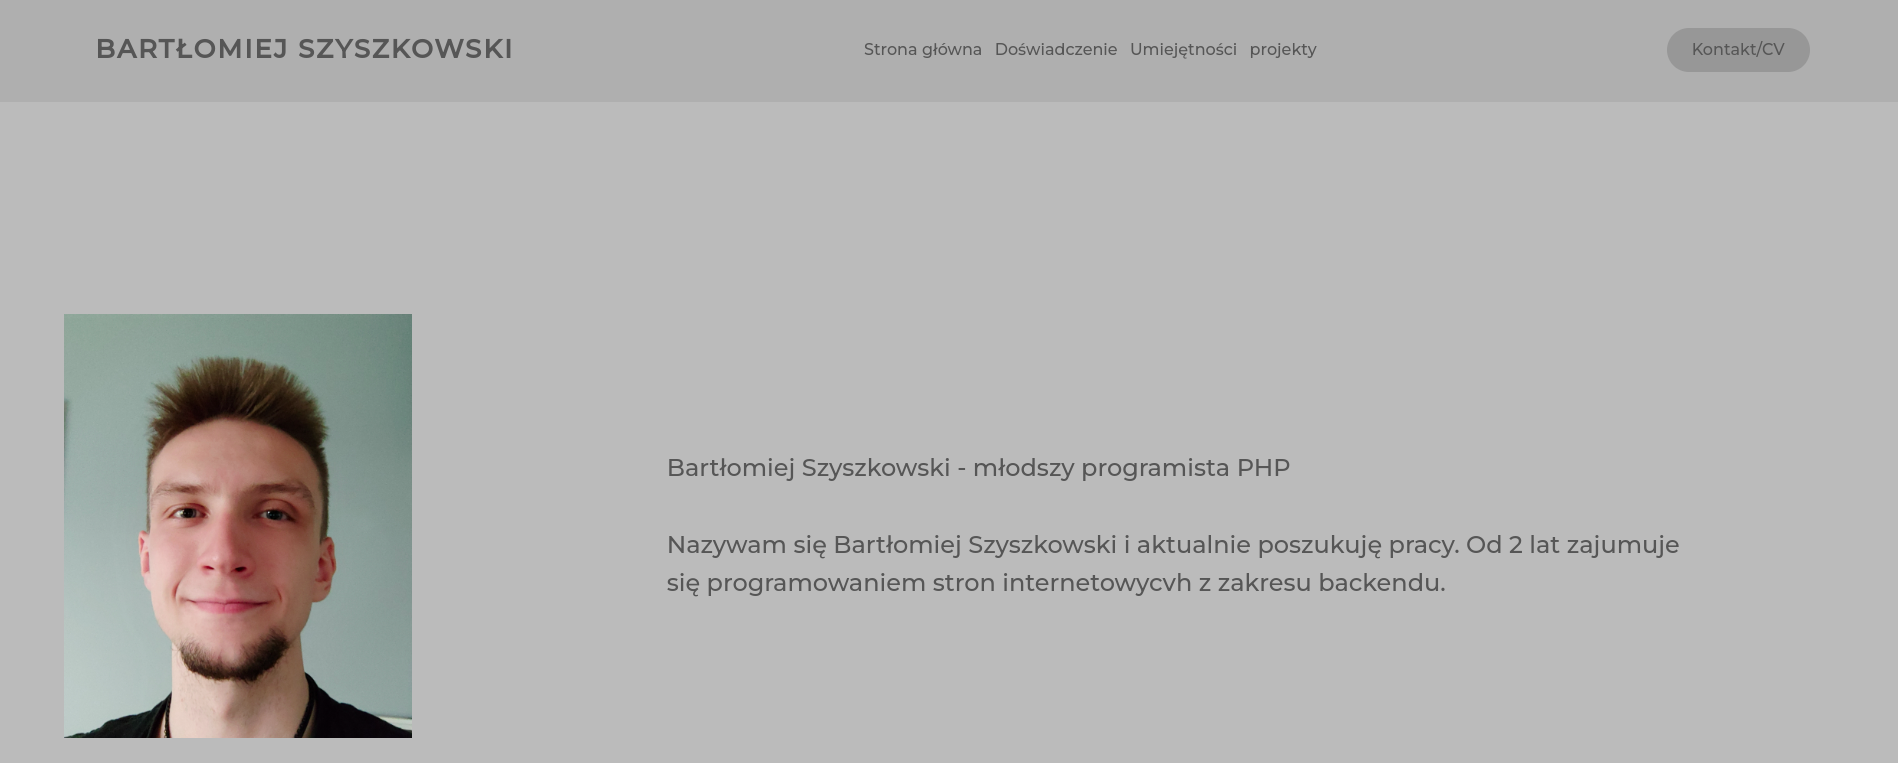 BARTŁOMIEJ SZYSZKOWSKI
Strona główna Doświadczenie Umiejętności projekty
Kontakt/CV
Bartłomiej Szyszkowski - młodszy programista PHP
Nazywam się Bartłomiej Szyszkowski i aktualnie poszukuję pracy. Od 2 lat zajumuje
się programowaniem stron internetowycvh z zakresu backendu.